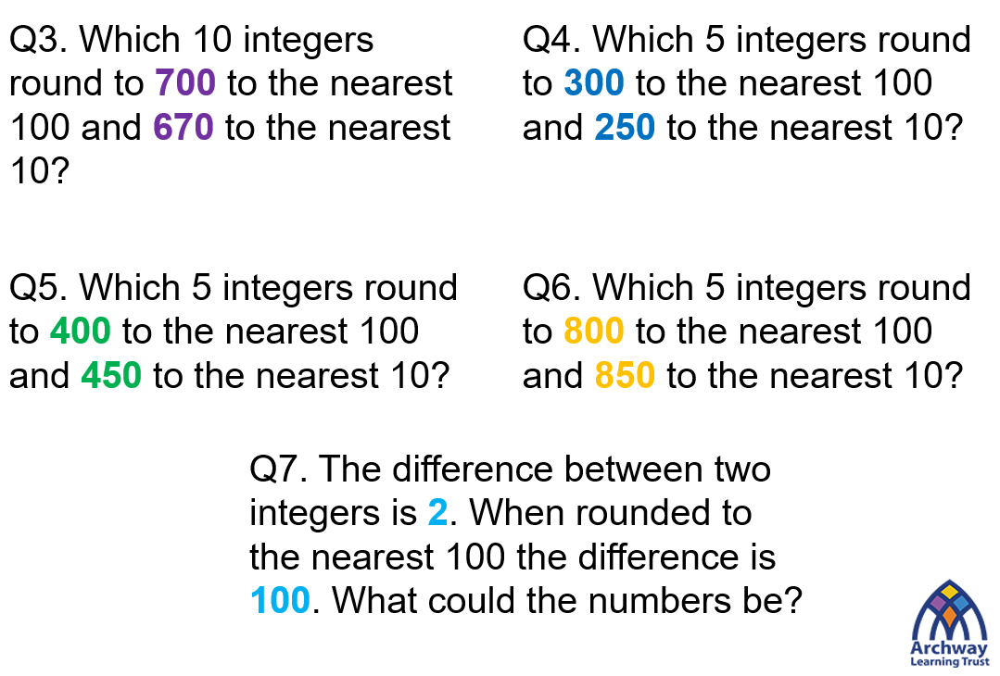 Q3. Which 10 integers
round to 700 to the nearest
100 and 670 to the nearest
10?
Q4. Which 5 integers round
to 300 to the nearest 100
and 250 to the nearest 10?
Q5. Which 5 integers round
to 400 to the nearest 100
and 450 to the nearest 10?
Q6. Which 5 integers round
to 800 to the nearest 100
and 850 to the nearest 10?
Q7. The difference between two
integers is 2. When rounded to
the nearest 100 the difference is
100. What could the numbers be?
Archway
Learning Trust